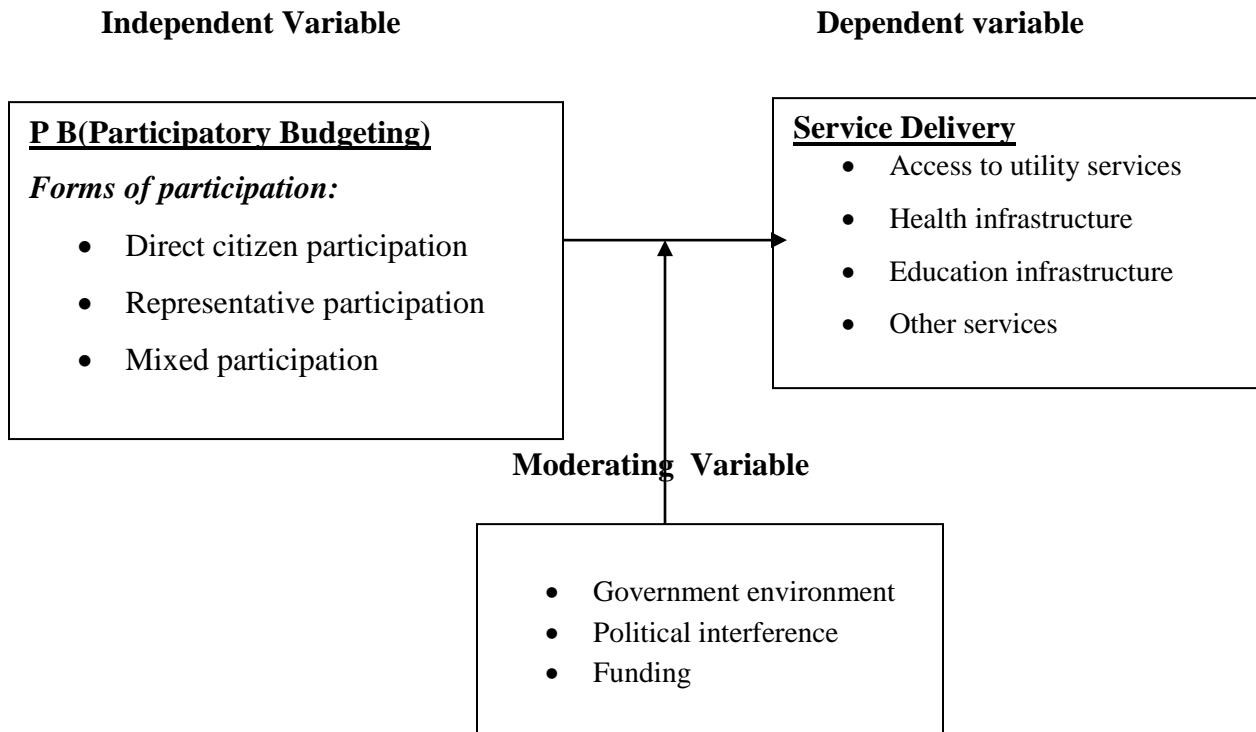 Independent Variable
Dependent variable
P B(Participatory Budgeting)
Forms of participation:
• Direct citizen participation
• Representative participation
• Mixed participation
Service Delivery
• Access to utility services
• Health infrastructure
• Education infrastructure
• Other services
Moderating Variable
• Government environment
• Political interference
• Funding